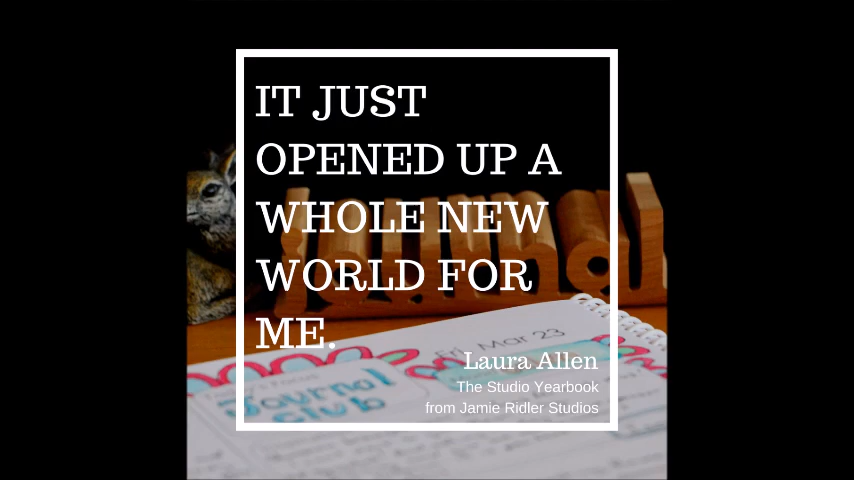 IT JUST
OPENED UP A
WHOLE NEW
WORLD FOR
ME.
journal
Fri, Mar 23
Laura Allen
The Studio Yearbook
from Jamie Ridler Studios
Journal
club